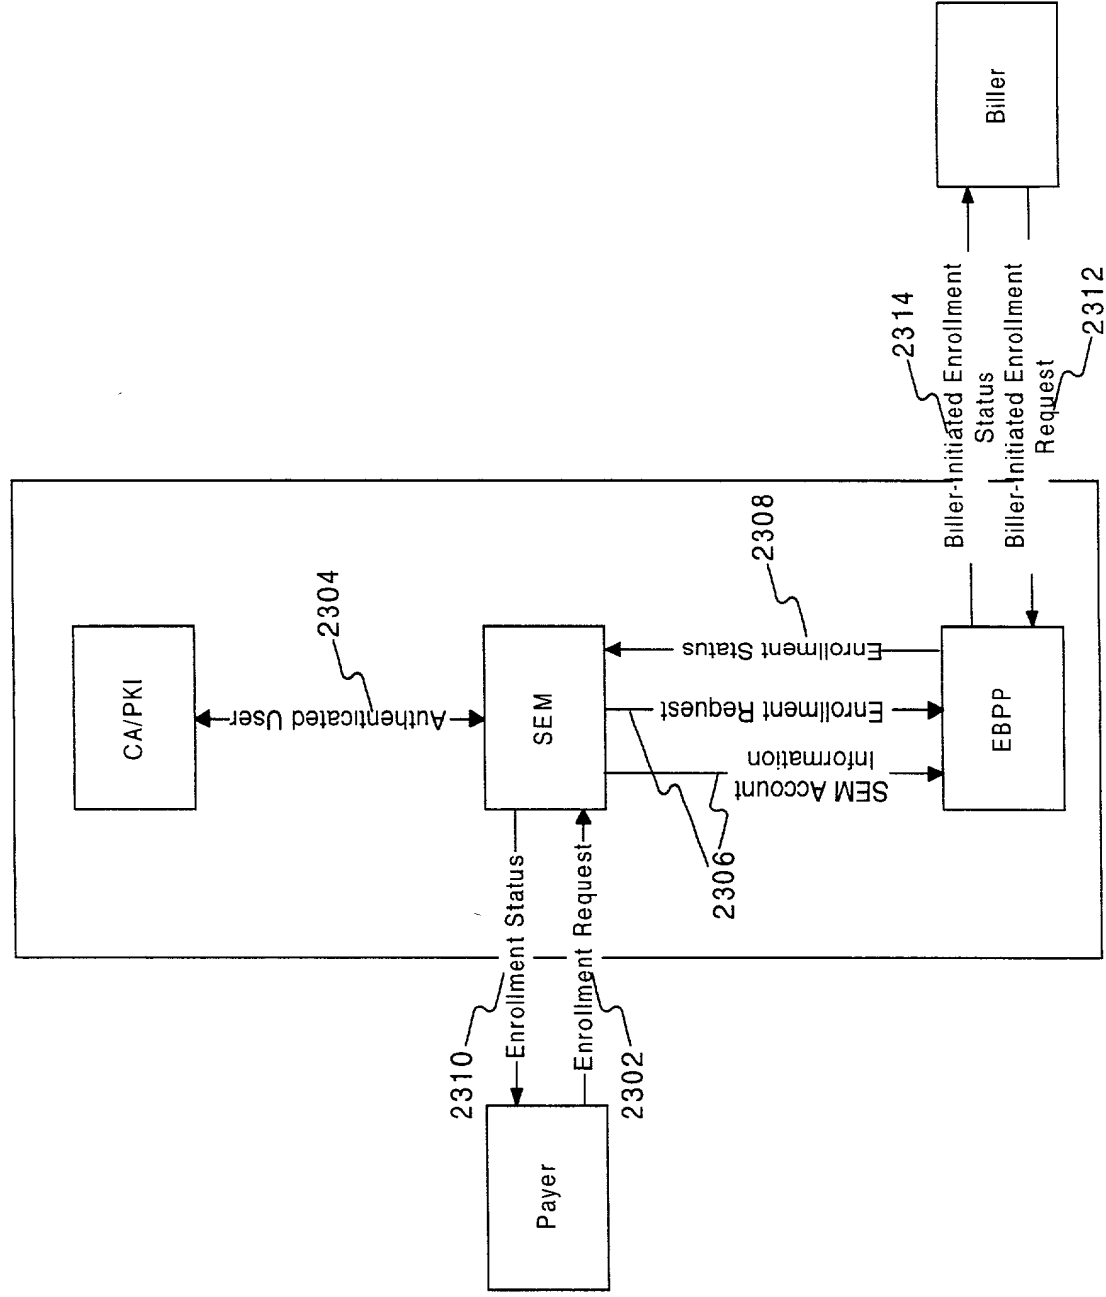 CA/PKI
2304
Authenticated User
2310
Enrollment Status
Payer
Enrollment Request
2302
SEM
2306
SEM Account
Information
Enrollment Request
Enrollment Status
2308
EBPP
2314
Biller-Initiated Enrollment
Status
Biller-Initiated Enrollment
Request
2312
Biller